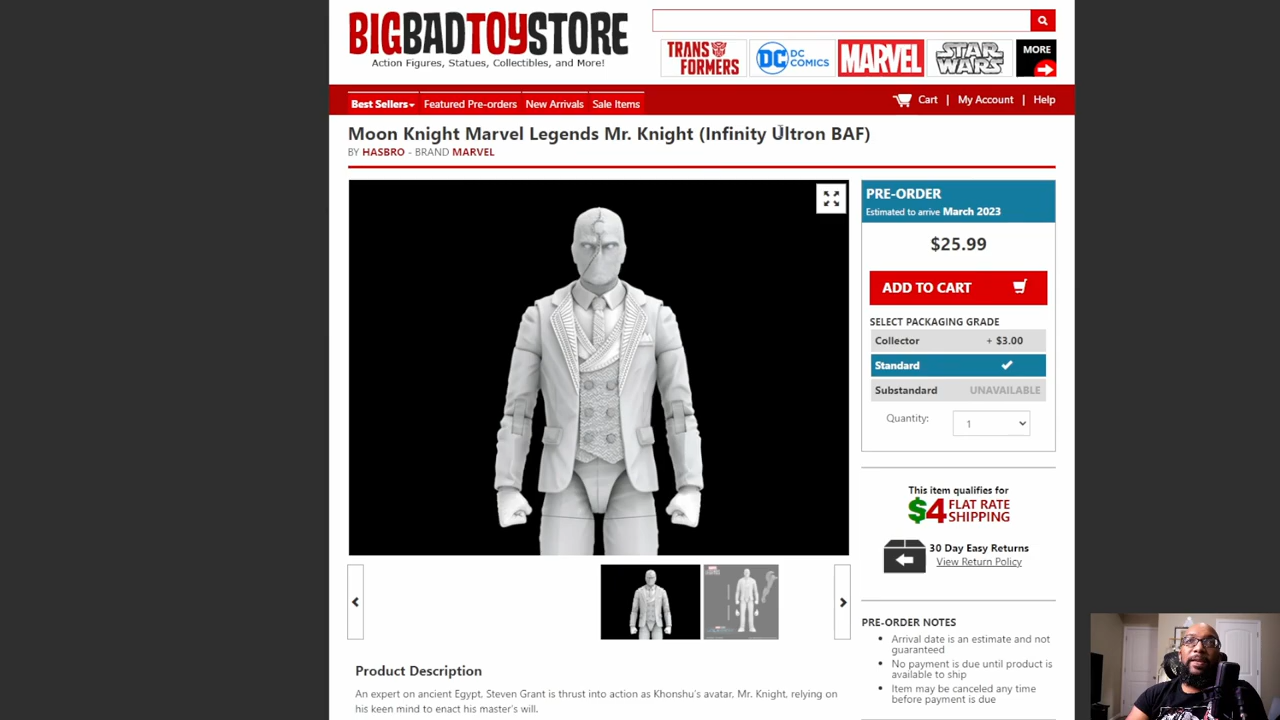 BIGBADTOYSTORE
Action Figures, Statues, Collectibles, and More!
TRANSFORMERS
DC
DC COMICS
MARVEL
STAR WARS
MORE
Best Sellers
Featured Pre-orders
New Arrivals
Sale Items
Cart | My Account | Help
Moon Knight Marvel Legends Mr. Knight (Infinity Ultron BAF)
BY HASBRO - BRAND MARVEL
PRE-ORDER
Estimated to arrive March 2023
$25.99
ADD TO CART
SELECT PACKAGING GRADE
Collector + $3.00
Standard
Substandard UNAVAILABLE
Quantity: 1
This item qualifies for
$4 FLAT RATE
SHIPPING
30 Day Easy Returns
View Return Policy
PRE-ORDER NOTES
Arrival date is an estimate and not
guaranteed
No payment is due until product is
available to ship
Item may be canceled any time
before payment is due
Product Description
An expert on ancient Egypt, Steven Grant is thrust into action as Khonshu's avatar, Mr. Knight, relying on
his keen mind to enact his master's will.